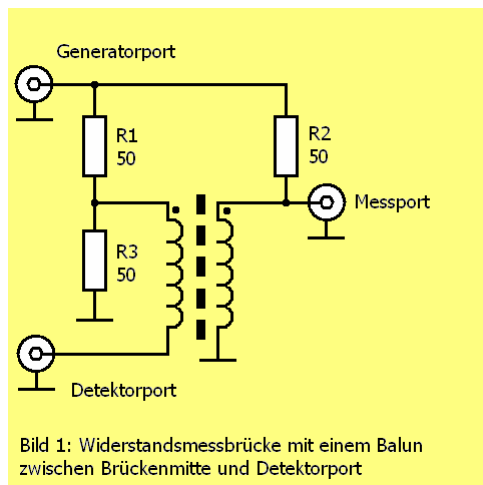 Generatorport
R1
50
R2
50
Messport
R3
50
Detektorport
Bild 1: Widerstandsmessbrücke mit einem Balun
zwischen Brückenmitte und Detektorport